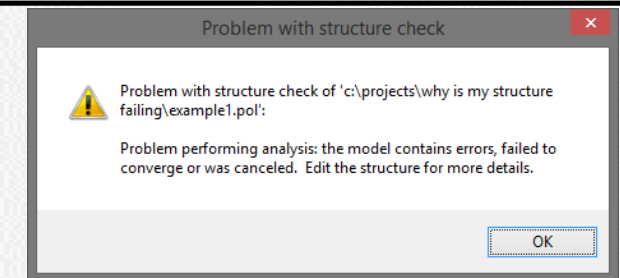 Problem with structure check
Problem with structure check of 'c:\projects\why is my structure
failing\example1.pol':
Problem performing analysis: the model contains errors, failed to
converge or was canceled.  Edit the structure for more details.
OK